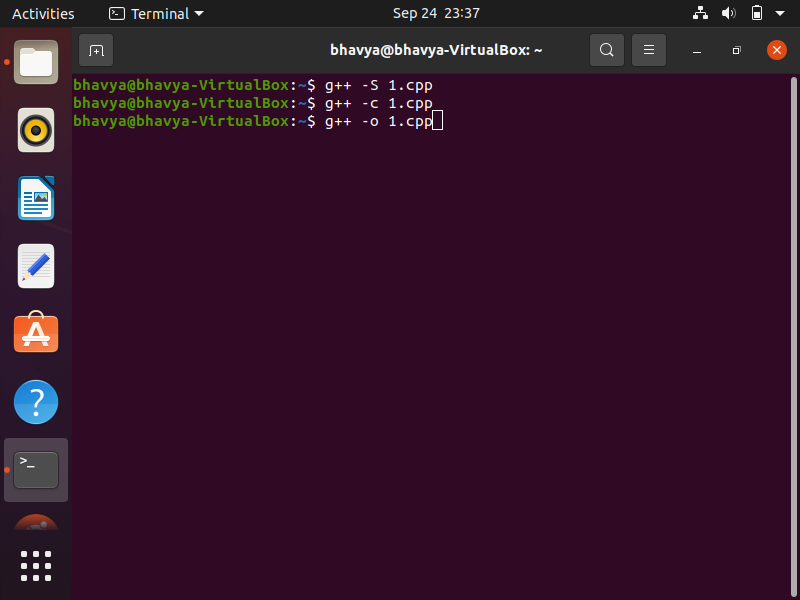 Activities Terminal Sep 24 23:37
bhavya@bhavya-VirtualBox: ~
bhavya@bhavya-VirtualBox:~$ g++ -S 1.cpp
bhavya@bhavya-VirtualBox:~$ g++ -c 1.cpp
bhavya@bhavya-VirtualBox:~$ g++ -o 1.cpp